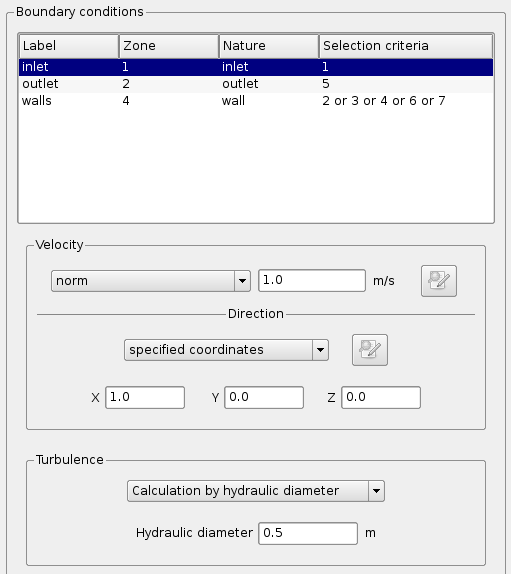 Boundary conditions
Label Zone Nature Selection criteria
inlet 1 inlet 1
outlet 2 outlet 5
walls 4 wall 2 or 3 or 4 or 6 or 7
Velocity
norm 1.0 m/s
Direction
specified coordinates
X 1.0 Y 0.0 Z 0.0
Turbulence
Calculation by hydraulic diameter
Hydraulic diameter 0.5 m